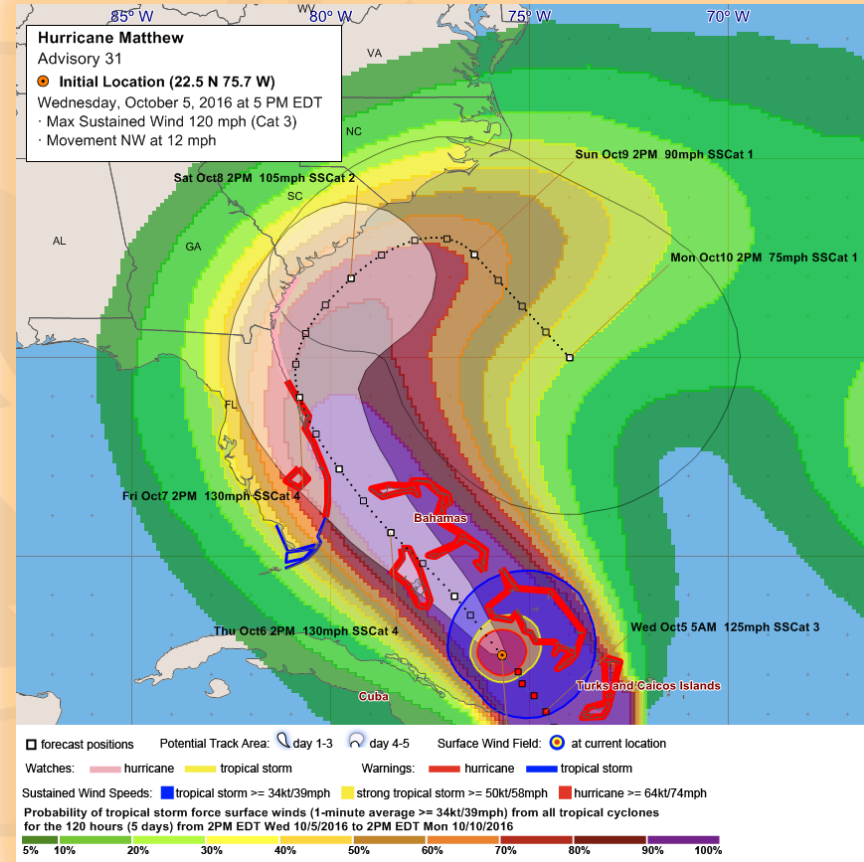 85° W 80° W 75° W 70° W
WV
Hurricane Matthew
Advisory 31
Initial Location (22.5 N 75.7 W)
Wednesday, October 5, 2016 at 5 PM EDT
· Max Sustained Wind 120 mph (Cat 3)
· Movement NW at 12 mph
VA
NC
Sun Oct9 2PM 90mph SSCat 1
Sat Oct8 2PM 105mph SSCat 2
SC
AL
GA
Mon Oct10 2PM 75mph SSCat 1
FL
Fri Oct7 2PM 130mph SSCat 4
Bahamas
Thu Oct6 2PM 130mph SSCat 4
Wed Oct5 5AM 125mph SSCat 3
Turks and Caicos Islands
Cuba
forecast positions Potential Track Area: day 1-3 day 4-5 Surface Wind Field: at current location
Watches: hurricane tropical storm Warnings: hurricane tropical storm
Sustained Wind Speeds: tropical storm >= 34kt/39mph strong tropical storm >= 50kt/58mph hurricane >= 64kt/74mph
Probability of tropical storm force surface winds (1-minute average >= 34kt/39mph) from all tropical cyclones
for the 120 hours (5 days) from 2PM EDT Wed 10/5/2016 to 2PM EDT Mon 10/10/2016
5% 10% 20% 30% 40% 50% 60% 70% 80% 90% 100%